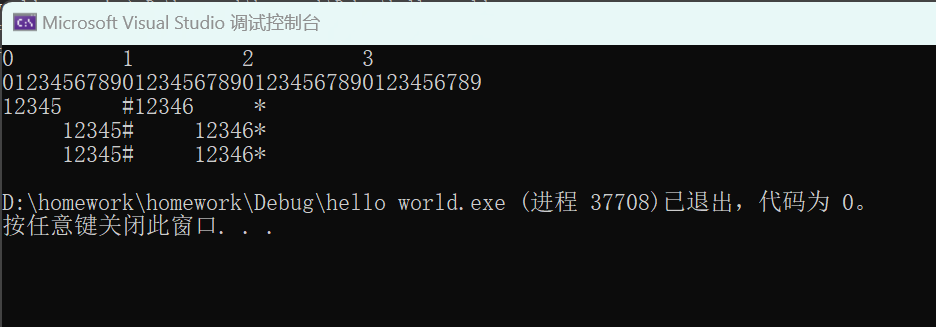 Microsoft Visual Studio 调试控制台
0         1         2         3
0123456789012345678901234567890123456789
12345     #12346     *
     12345#     12346*
     12345#     12346*
D:\homework\homework\Debug\hello world.exe (进程 37708)已退出，代码为 0。
按任意键关闭此窗口. . .